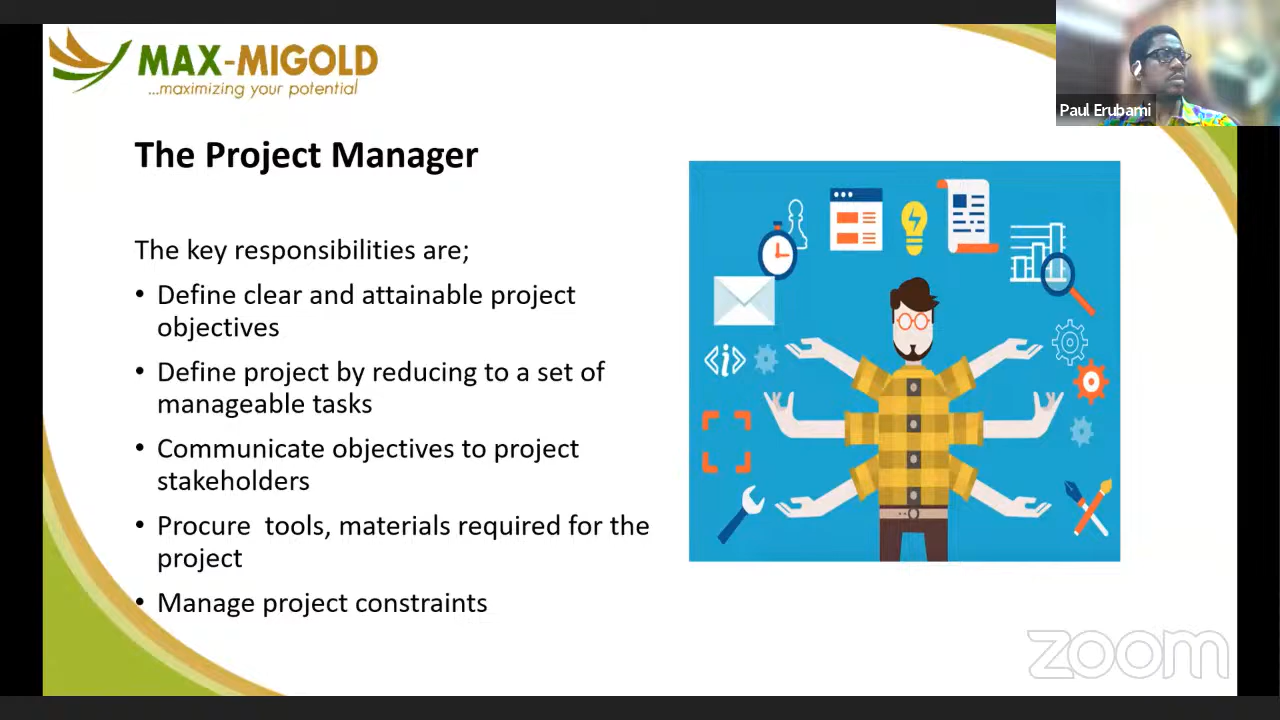 MAX-MIGOLD
...maximizing your potential
Paul Erubami
The Project Manager
The key responsibilities are;
• Define clear and attainable project
objectives
• Define project by reducing to a set of
manageable tasks
• Communicate objectives to project
stakeholders
• Procure  tools, materials required for the
project
• Manage project constraints
zoom